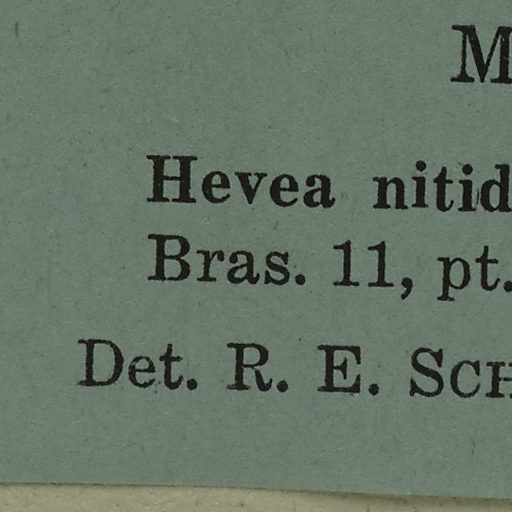 M
Hevea nitid
Bras. 11, pt.
Det. R. E. SCH